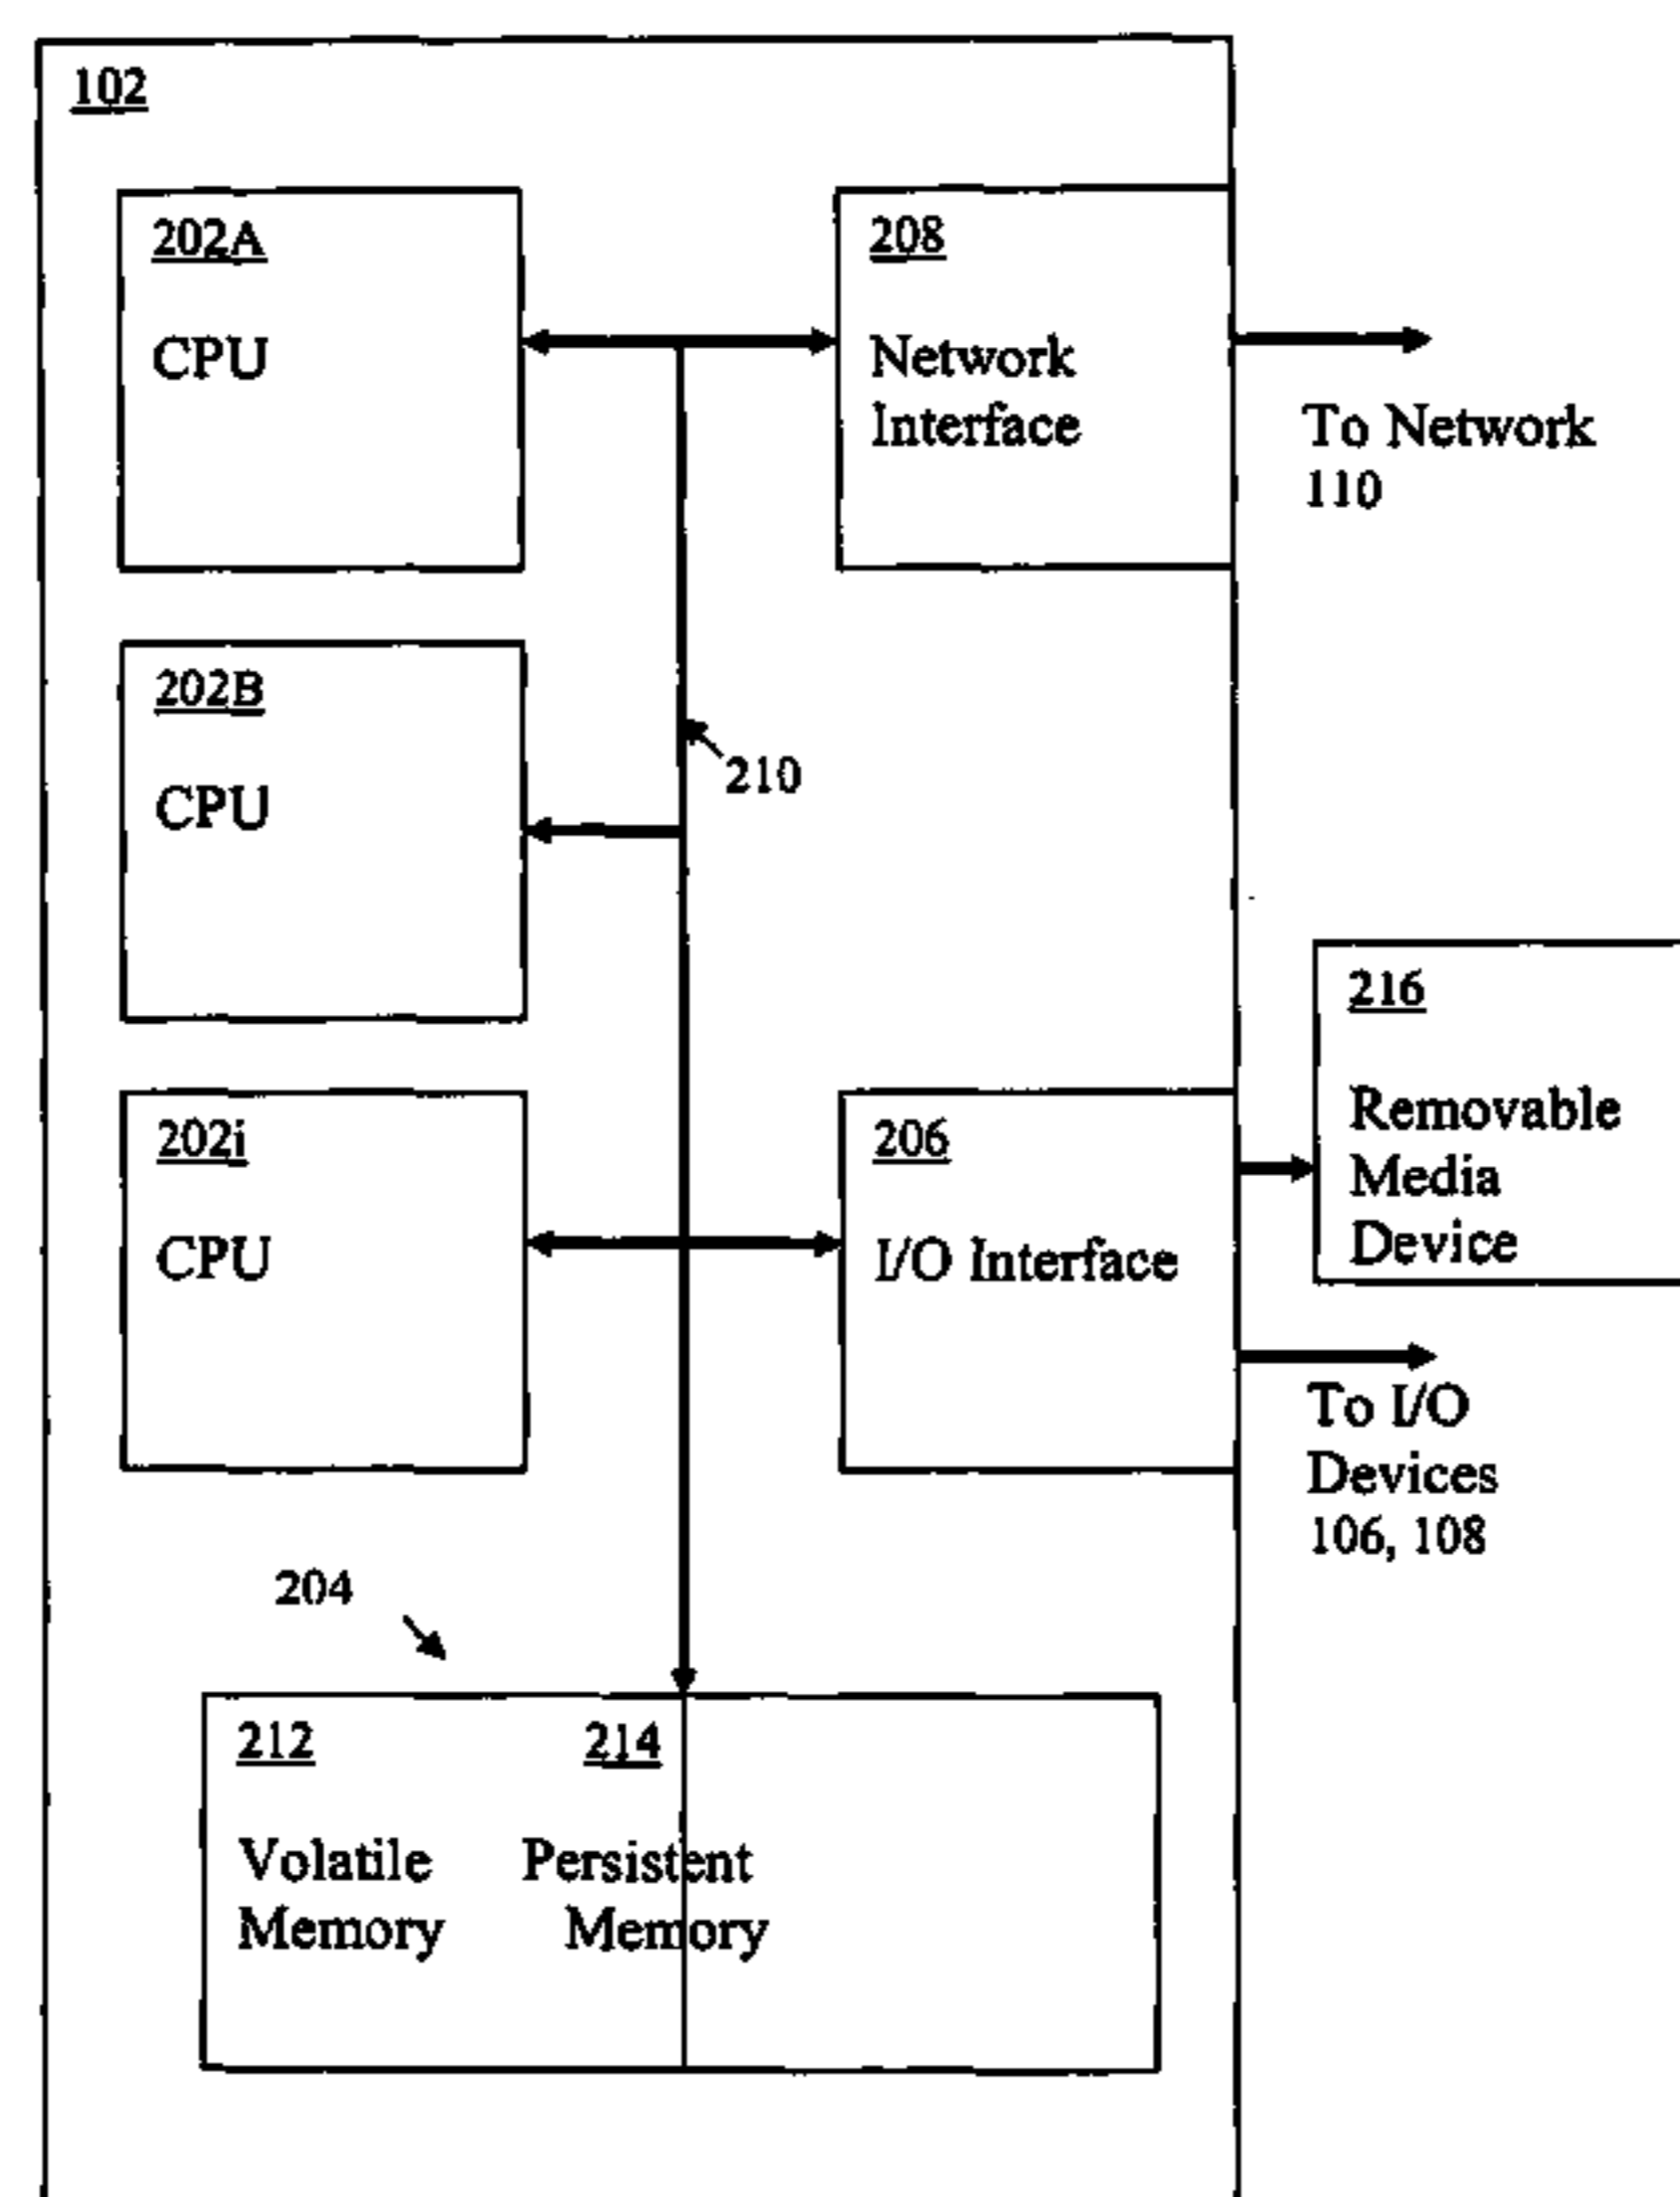 102
202A
CPU
208
Network
Interface
To Network
110
202B
CPU
210
216
Removable
Media
Device
202i
CPU
206
I/O Interface
To I/O
Devices
106, 108
204
212
214
Volatile
Memory
Persistent
Memory